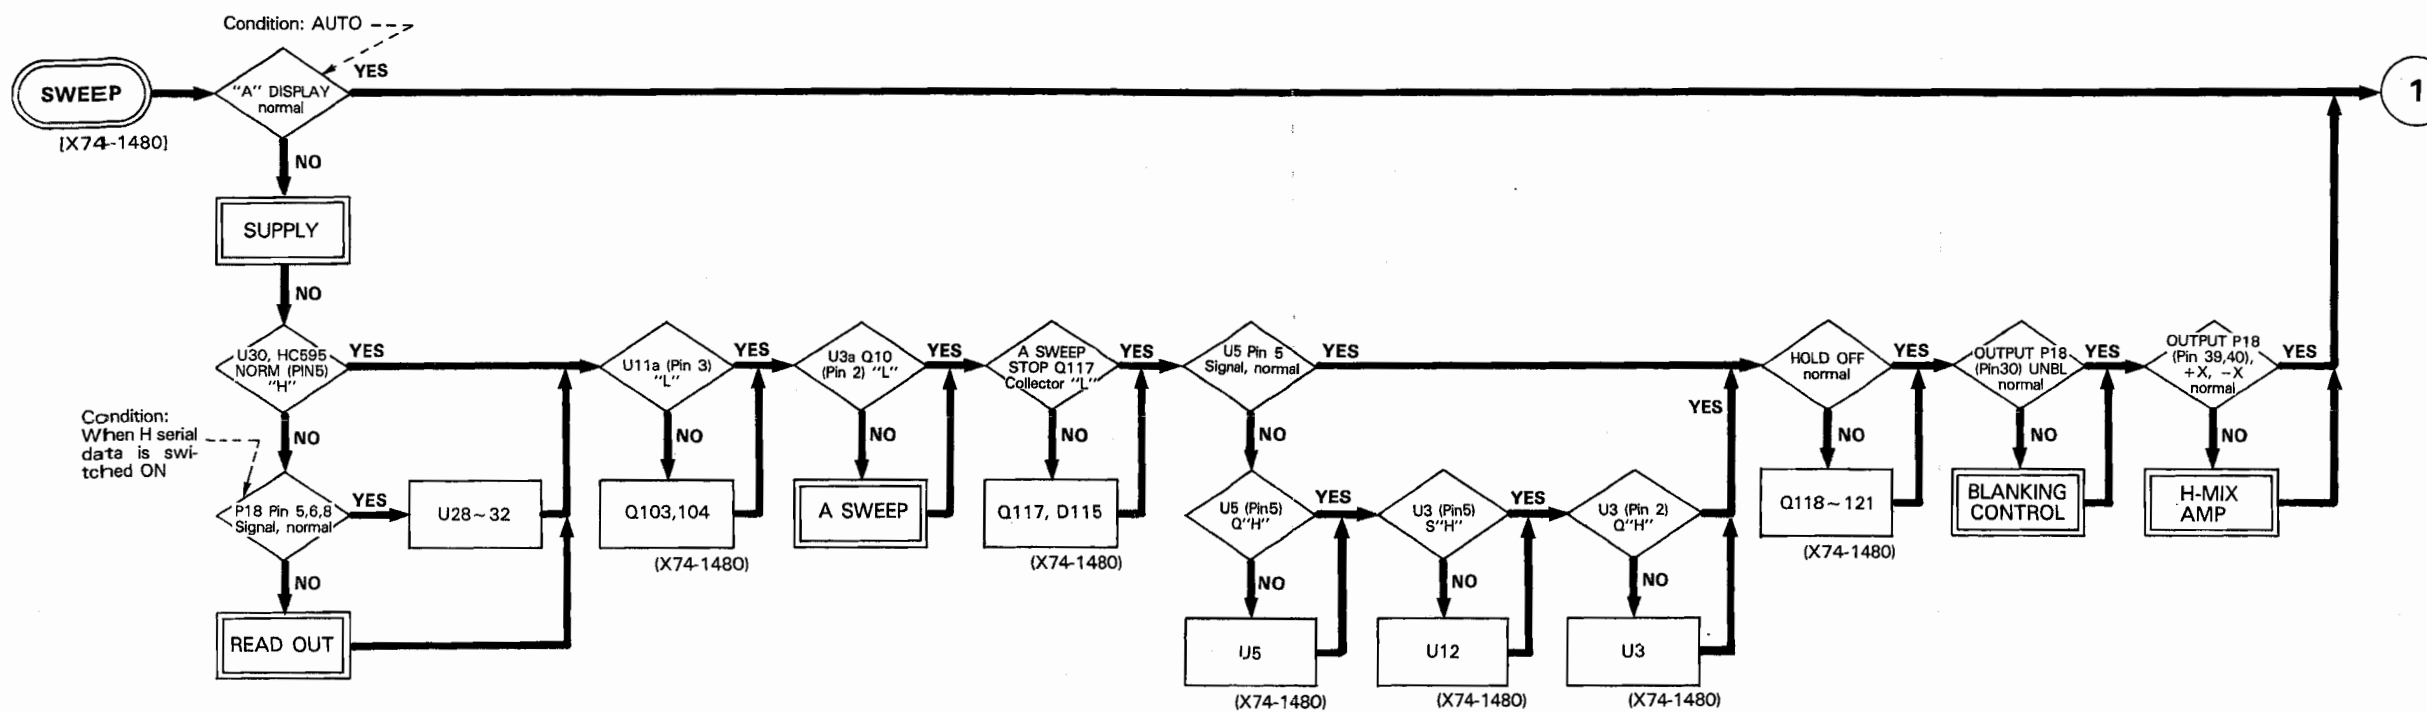 Condition: AUTO
SWEEP
(X74-1480)
"A" DISPLAY
normal
YES
1
NO
SUPPLY
NO
U30, HC595
NORM (PIN5)
"H"
YES
NO
Condition:
When H serial
data is swi-
tched ON
P18 Pin 5,6,8
Signal, normal
YES
U28~32
NO
READ OUT
U11a (Pin 3)
"L"
YES
NO
Q103,104
(X74-1480)
U3a Q10
(Pin 2) "L"
YES
NO
A SWEEP
A SWEEP
STOP Q117
Collector "L"
YES
NO
Q117, D115
(X74-1480)
U5 Pin 5
Signal, normal
YES
NO
U5 (Pin5)
Q"H"
YES
NO
U5
(X74-1480)
U3 (Pin5)
S"H"
YES
NO
U12
(X74-1480)
U3 (Pin 2)
Q"H"
YES
NO
U3
(X74-1480)
HOLD OFF
normal
YES
NO
Q118~121
(X74-1480)
OUTPUT P18
(Pin30) UNBL
normal
YES
NO
BLANKING
CONTROL
OUTPUT P18
(Pin 39,40),
+X, -X
normal
YES
NO
H-MIX
AMP